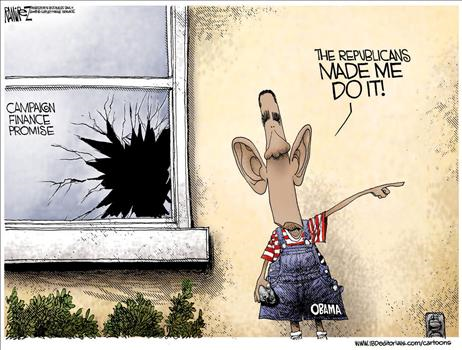 RAMIREZ
CAMPAIGN
FINANCE
PROMISE
THE REPUBLICANS
MADE ME
DO IT!
OBAMA
www.IBDeditorials.com/cartoons